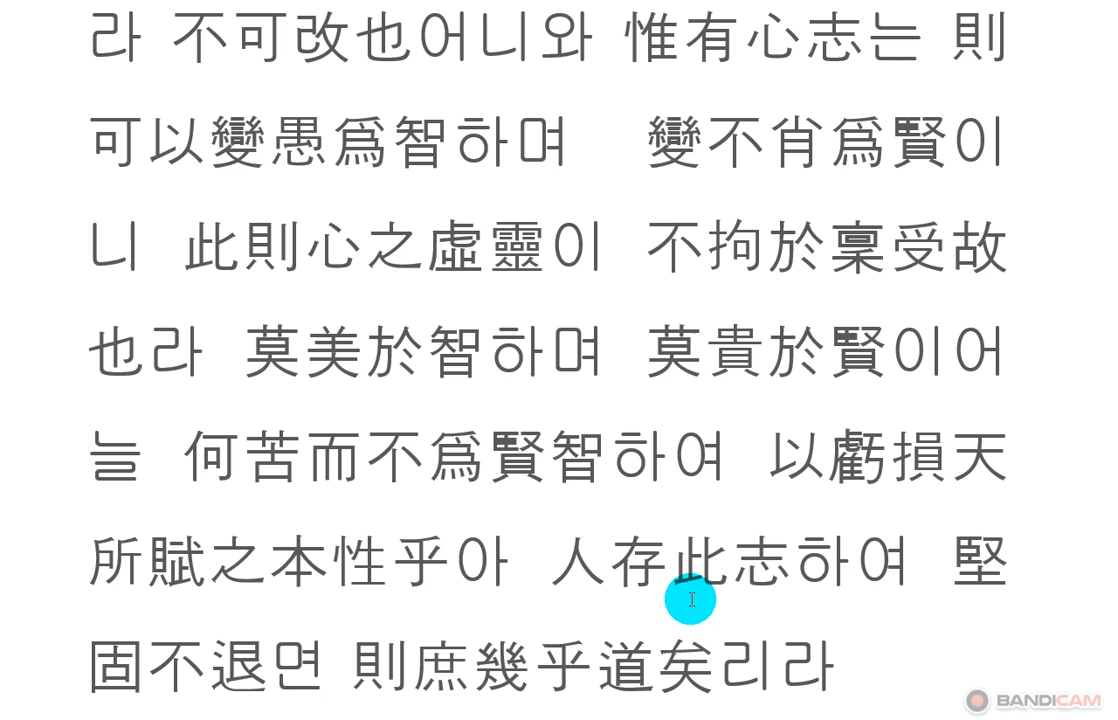 라 不可改也어니와 惟有心志는 則
可以變愚爲智하며 變不肖爲賢이
니 此則心之虛靈이 不拘於稟受故
也라 莫美於智하며 莫貴於賢이어
늘 何苦而不爲賢智하여 以虧損天
所賦之本性乎아 人存此志하여 堅
固不退면 則庶幾乎道矣리라
BANDICAM